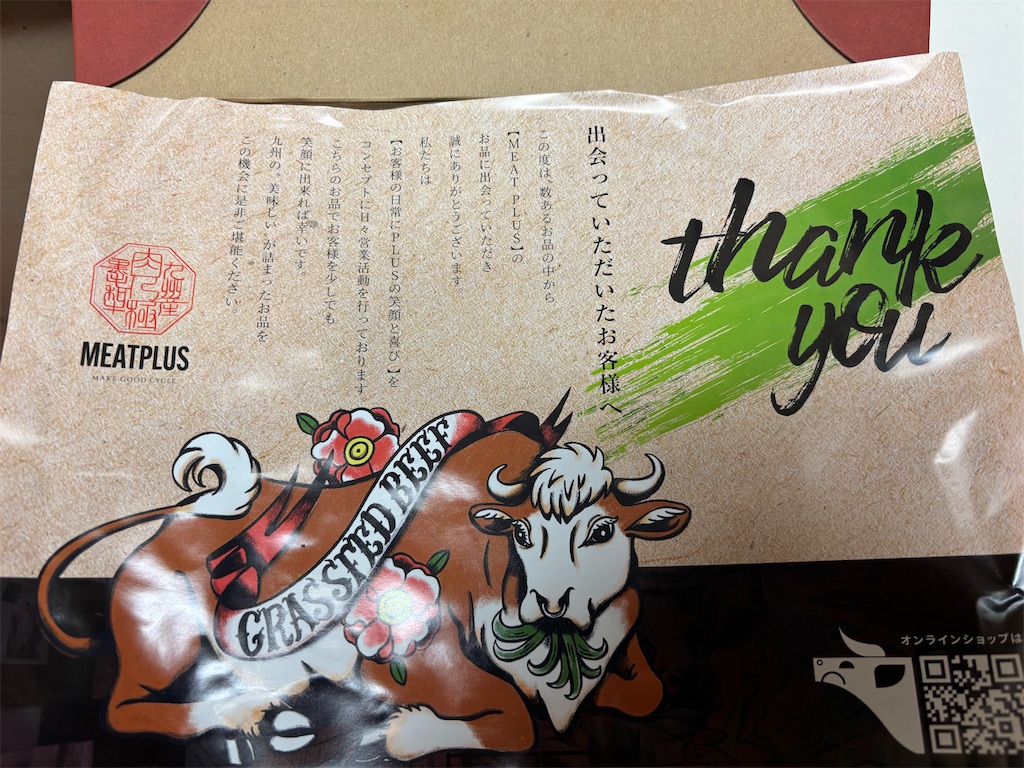 thank
you
出会っていただいたお客様へ
この度は、数あるお品の中から
【MEAT PLUS】の
お品に出会っていただき
誠にありがとうございます。
私たちは
【お客様の日常にPLUSの笑顔と喜び】を
コンセプトに日々営業活動を行っております
こちらのお品でお客様を少しでも
笑顔に出来れば幸いです。
九州の。美味しいが詰まったお品を
この機会に是非ご堪能ください。
MEATPLUS
MAKE GOOD CYCLE
GRASSFED BEEF
オンラインショップは